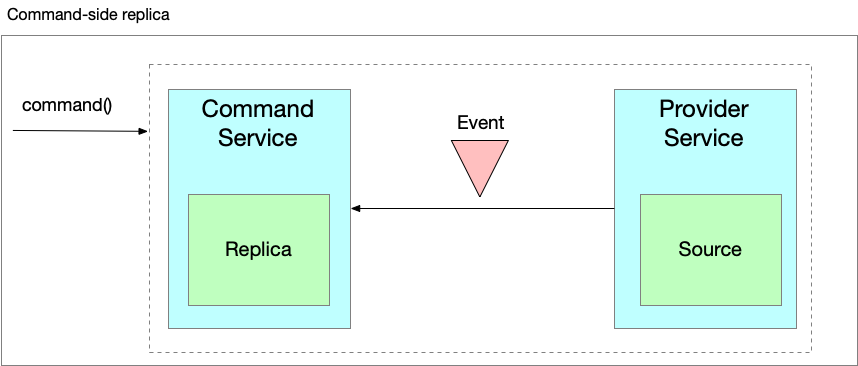 Command-side replica
command()
Command
Service
Event
Provider
Service
Replica
Source